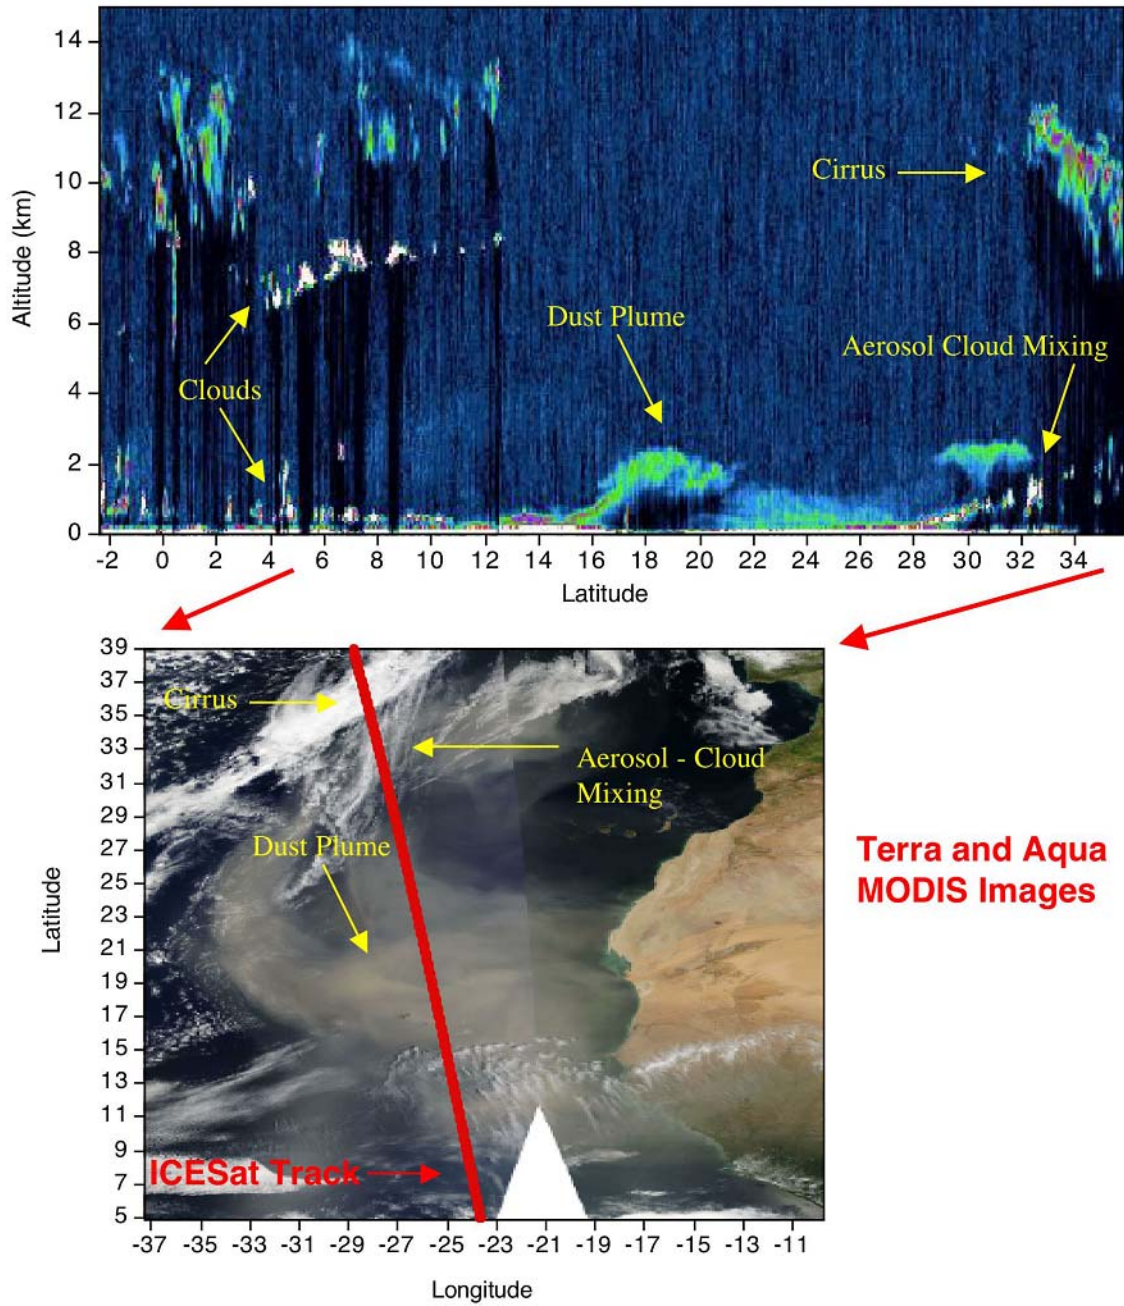 14
12
10
8
6
4
2
0
Altitude (km)
Cirrus
Dust Plume
Aerosol Cloud Mixing
Clouds
-2 0 2 4 6 8 10 12 14 16 18 20 22 24 26 28 30 32 34
Latitude
39
37
35
33
31
29
27
25
23
21
19
17
15
13
11
9
7
5
Latitude
Cirrus
Aerosol - Cloud
Mixing
Dust Plume
ICESat Track
Terra and Aqua
MODIS Images
-37 -35 -33 -31 -29 -27 -25 -23 -21 -19 -17 -15 -13 -11
Longitude